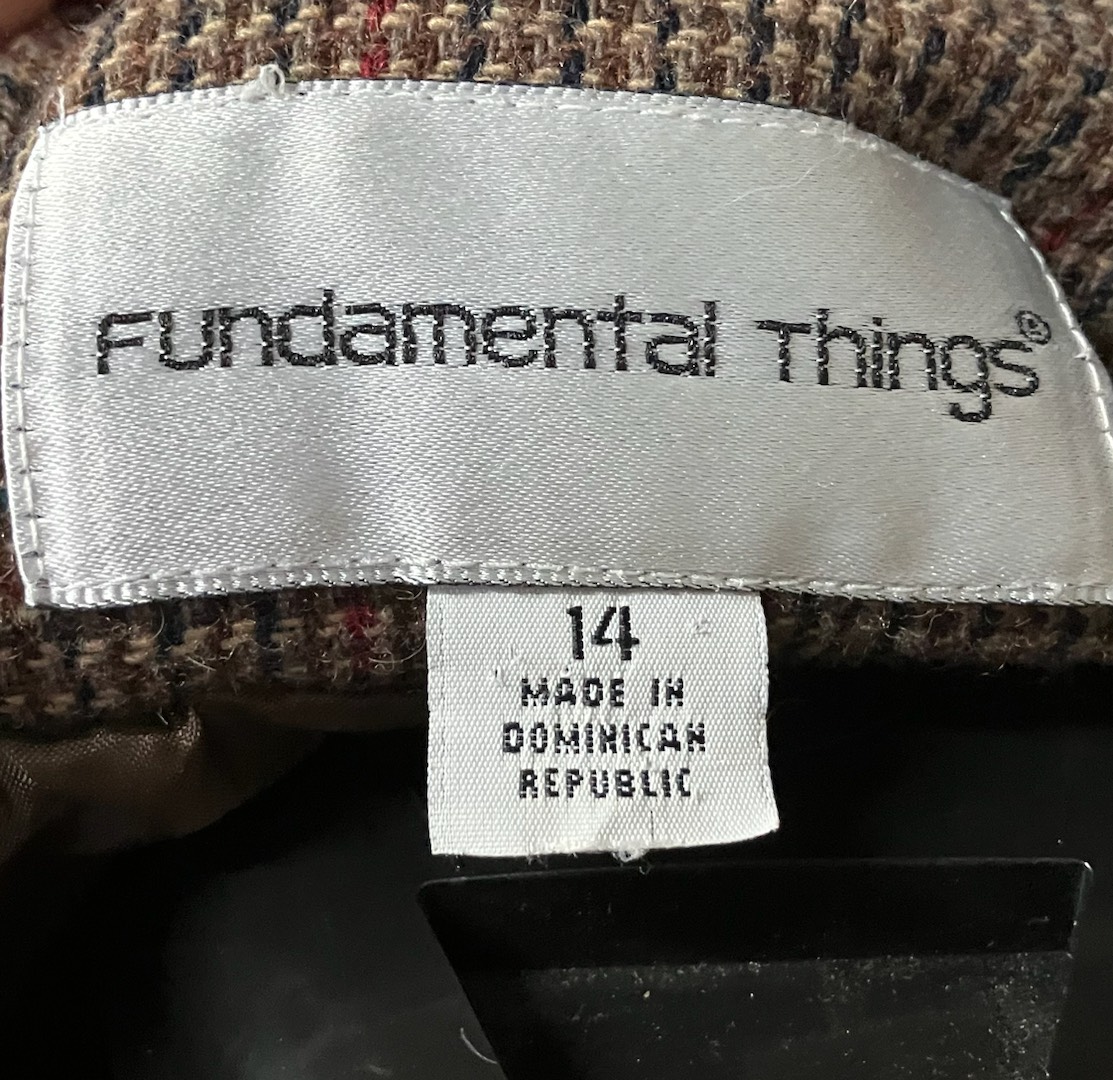 Fundamental Things®
14
MADE IN
DOMINICAN
REPUBLIC